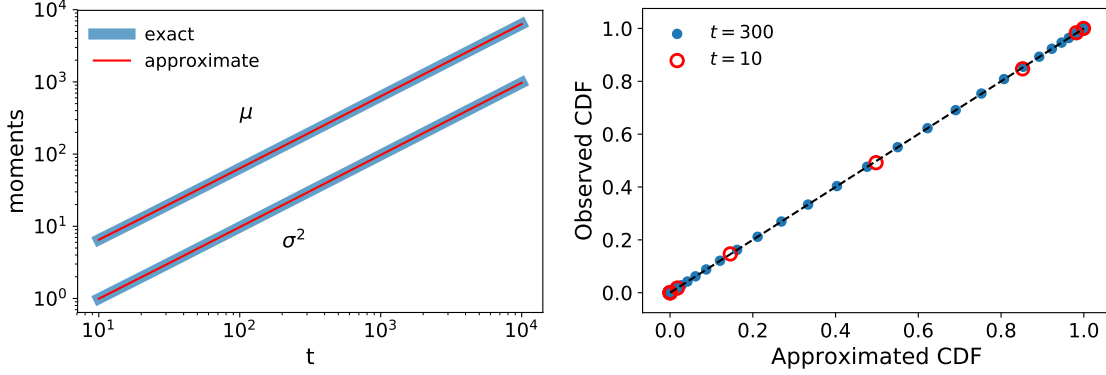 10⁴
10³
10²
10¹
10⁰
moments
exact
approximate
μ
σ²
10¹ 10² 10³ 10⁴
t
1.0
0.8
0.6
0.4
0.2
0.0
Observed CDF
t = 300
t = 10
0.0 0.2 0.4 0.6 0.8 1.0
Approximated CDF